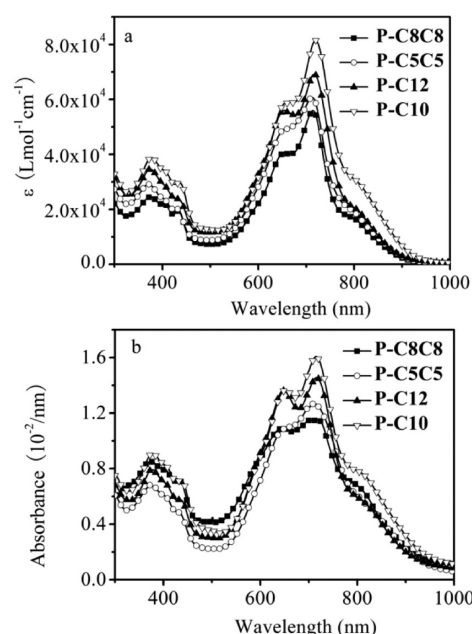 a
P-C8C8
P-C5C5
P-C12
P-C10
8.0x10⁴
6.0x10⁴
4.0x10⁴
2.0x10⁴
0.0
ε (Lmol⁻¹cm⁻¹)
400 600 800 1000
Wavelength (nm)
b
P-C8C8
P-C5C5
P-C12
P-C10
1.6
1.2
0.8
0.4
0.0
Absorbance (10⁻²/nm)
400 600 800 1000
Wavelength (nm)